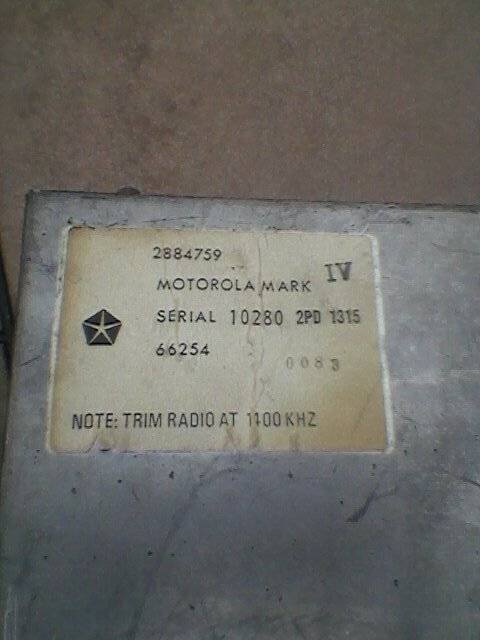 2884759
MOTOROLA MARK IV
SERIAL 10280 2PD 1315
66254
0083
NOTE: TRIM RADIO AT 1100 KHZ